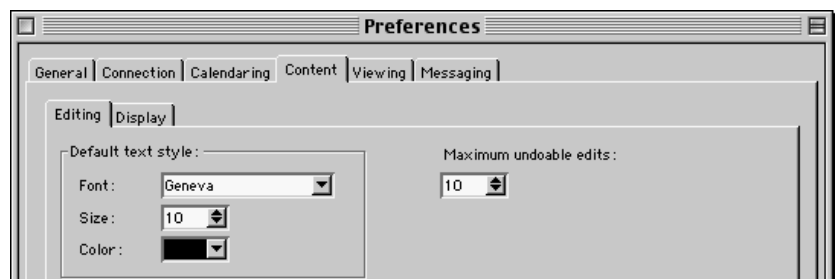 Preferences
General Connection Calendaring Content Viewing Messaging
Editing Display
Default text style:
Font: Geneva
Size: 10
Color:
Maximum undoable edits:
10